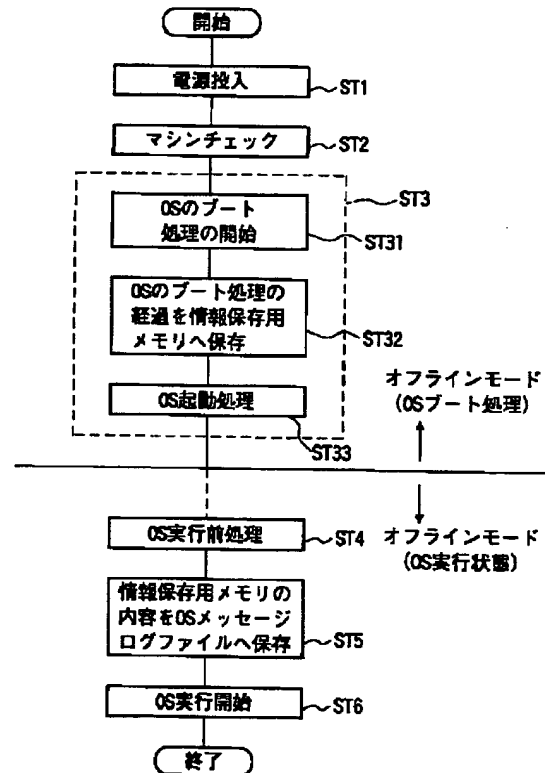 開始
電源投入
ST1
マシンチェック
ST2
ST3
OSのブート
処理の開始
ST31
OSのブート処理の
経過を情報保存用
メモリへ保存
ST32
OS起動処理
ST33
オフラインモード
(OSブート処理)
オフラインモード
(OS実行状態)
OS実行前処理
ST4
情報保存用メモリの
内容をOSメッセージ
ログファイルへ保存
ST5
OS実行開始
ST6
終了